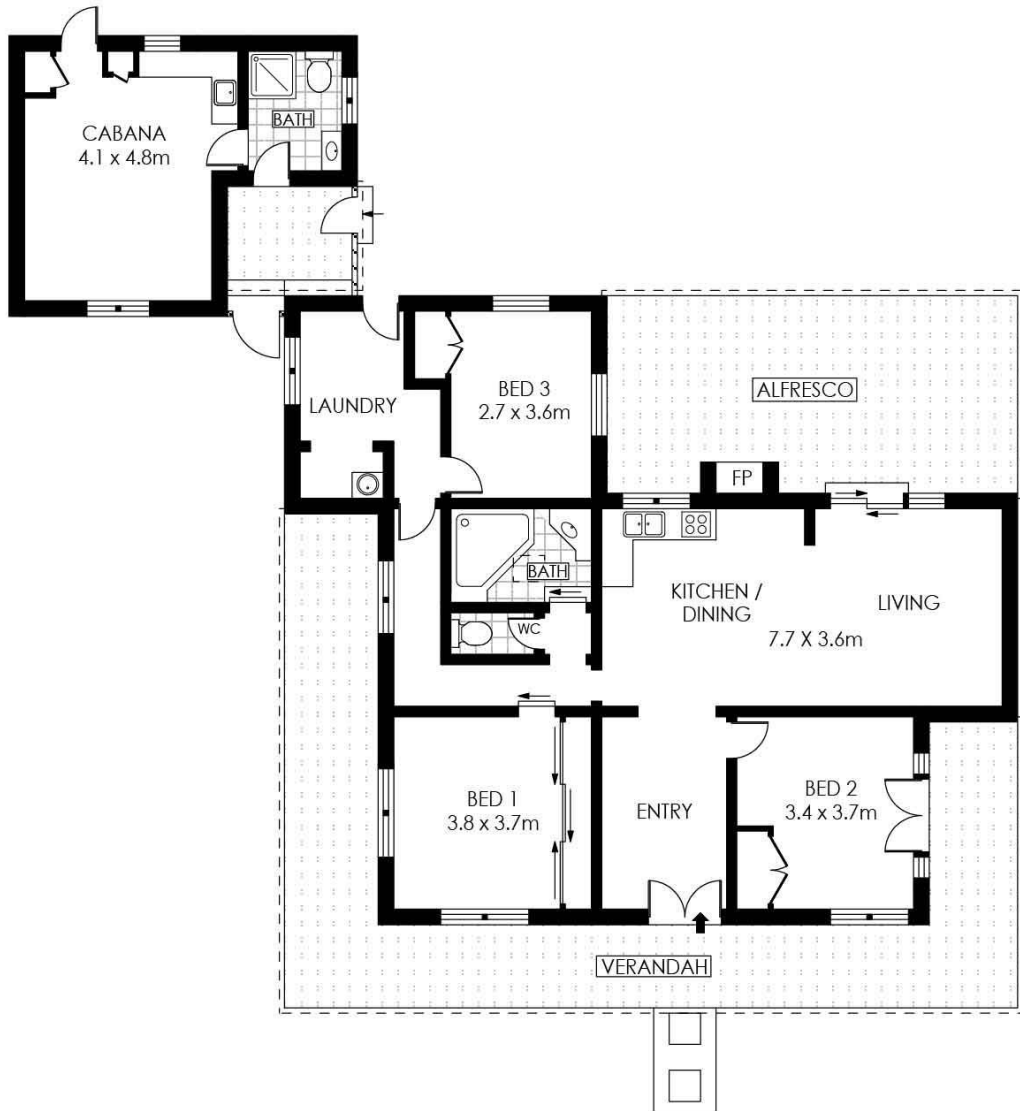 CABANA
4.1 x 4.8m
BATH
LAUNDRY
BED 3
2.7 x 3.6m
ALFRESCO
FP
BATH
WC
KITCHEN /
DINING
LIVING
7.7 X 3.6m
BED 1
3.8 x 3.7m
ENTRY
BED 2
3.4 x 3.7m
VERANDAH